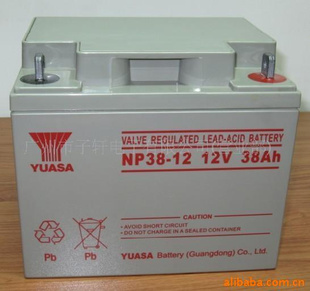 VALVE REGULATED LEAD-ACID BATTERY
YUASA
NP38-12 12V 38Ah
CAUTION
• AVOID SHORT CIRCUIT
• DO NOT CHARGE IN A SEALED CONTAINER
Pb
Pb
YUASA Battery (Guangdong) Co., Ltd.
Alibaba.com.cn